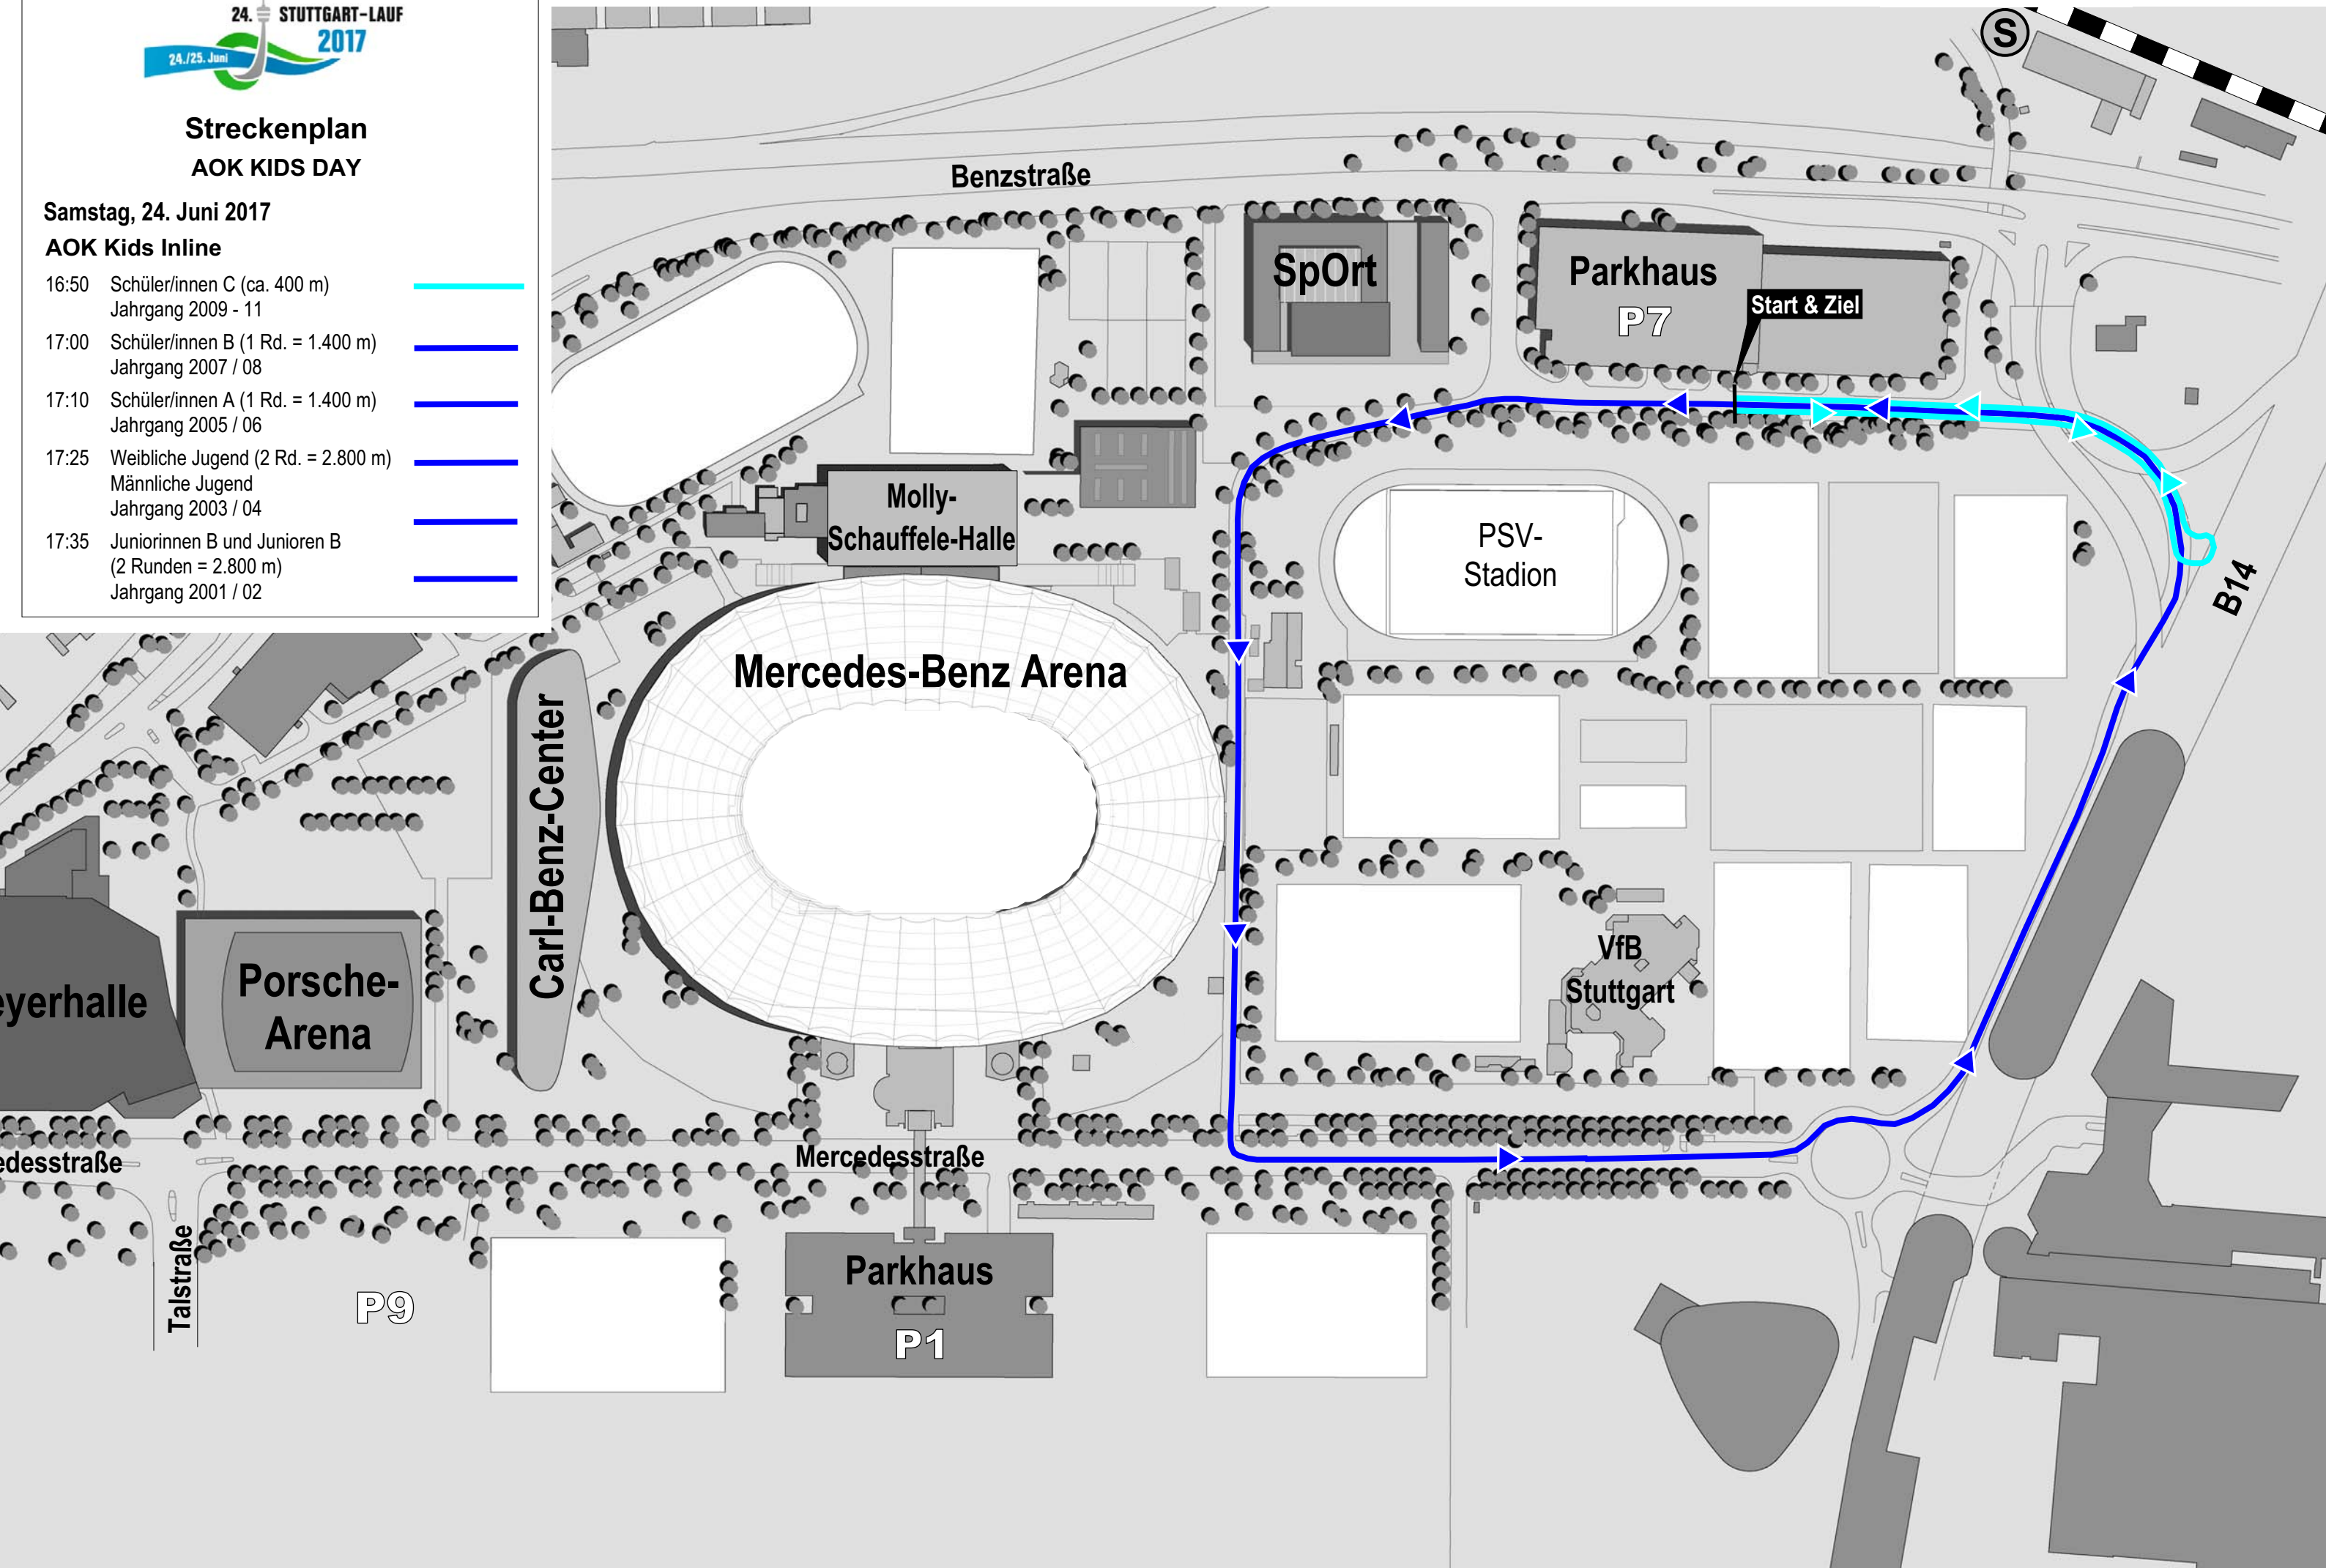 24. STUTTGART-LAUF
2017
24./25. Juni
Streckenplan
AOK KIDS DAY
Samstag, 24. Juni 2017
AOK Kids Inline
16:50 Schüler/innen C (ca. 400 m)
Jahrgang 2009 - 11
17:00 Schüler/innen B (1 Rd. = 1.400 m)
Jahrgang 2007 / 08
17:10 Schüler/innen A (1 Rd. = 1.400 m)
Jahrgang 2005 / 06
17:25 Weibliche Jugend (2 Rd. = 2.800 m)
Männliche Jugend
Jahrgang 2003 / 04
17:35 Juniorinnen B und Junioren B
(2 Runden = 2.800 m)
Jahrgang 2001 / 02
S
Benzstraße
SpOrt
Parkhaus
P7
Start & Ziel
Molly-
Schauffele-Halle
PSV-
Stadion
B14
Mercedes-Benz Arena
Carl-Benz-Center
VfB
Stuttgart
eyerhalle
Porsche-
Arena
edesstraße
Mercedesstraße
Talstraße
P9
Parkhaus
P1